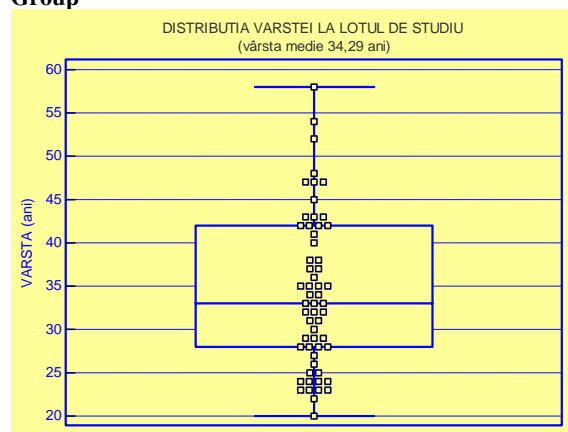 Group
DISTRIBUTIA VARSTEI LA LOTUL DE STUDIU
(vârsta medie 34,29 ani)
60
55
50
45
40
35
30
25
20
VARSTA (ani)